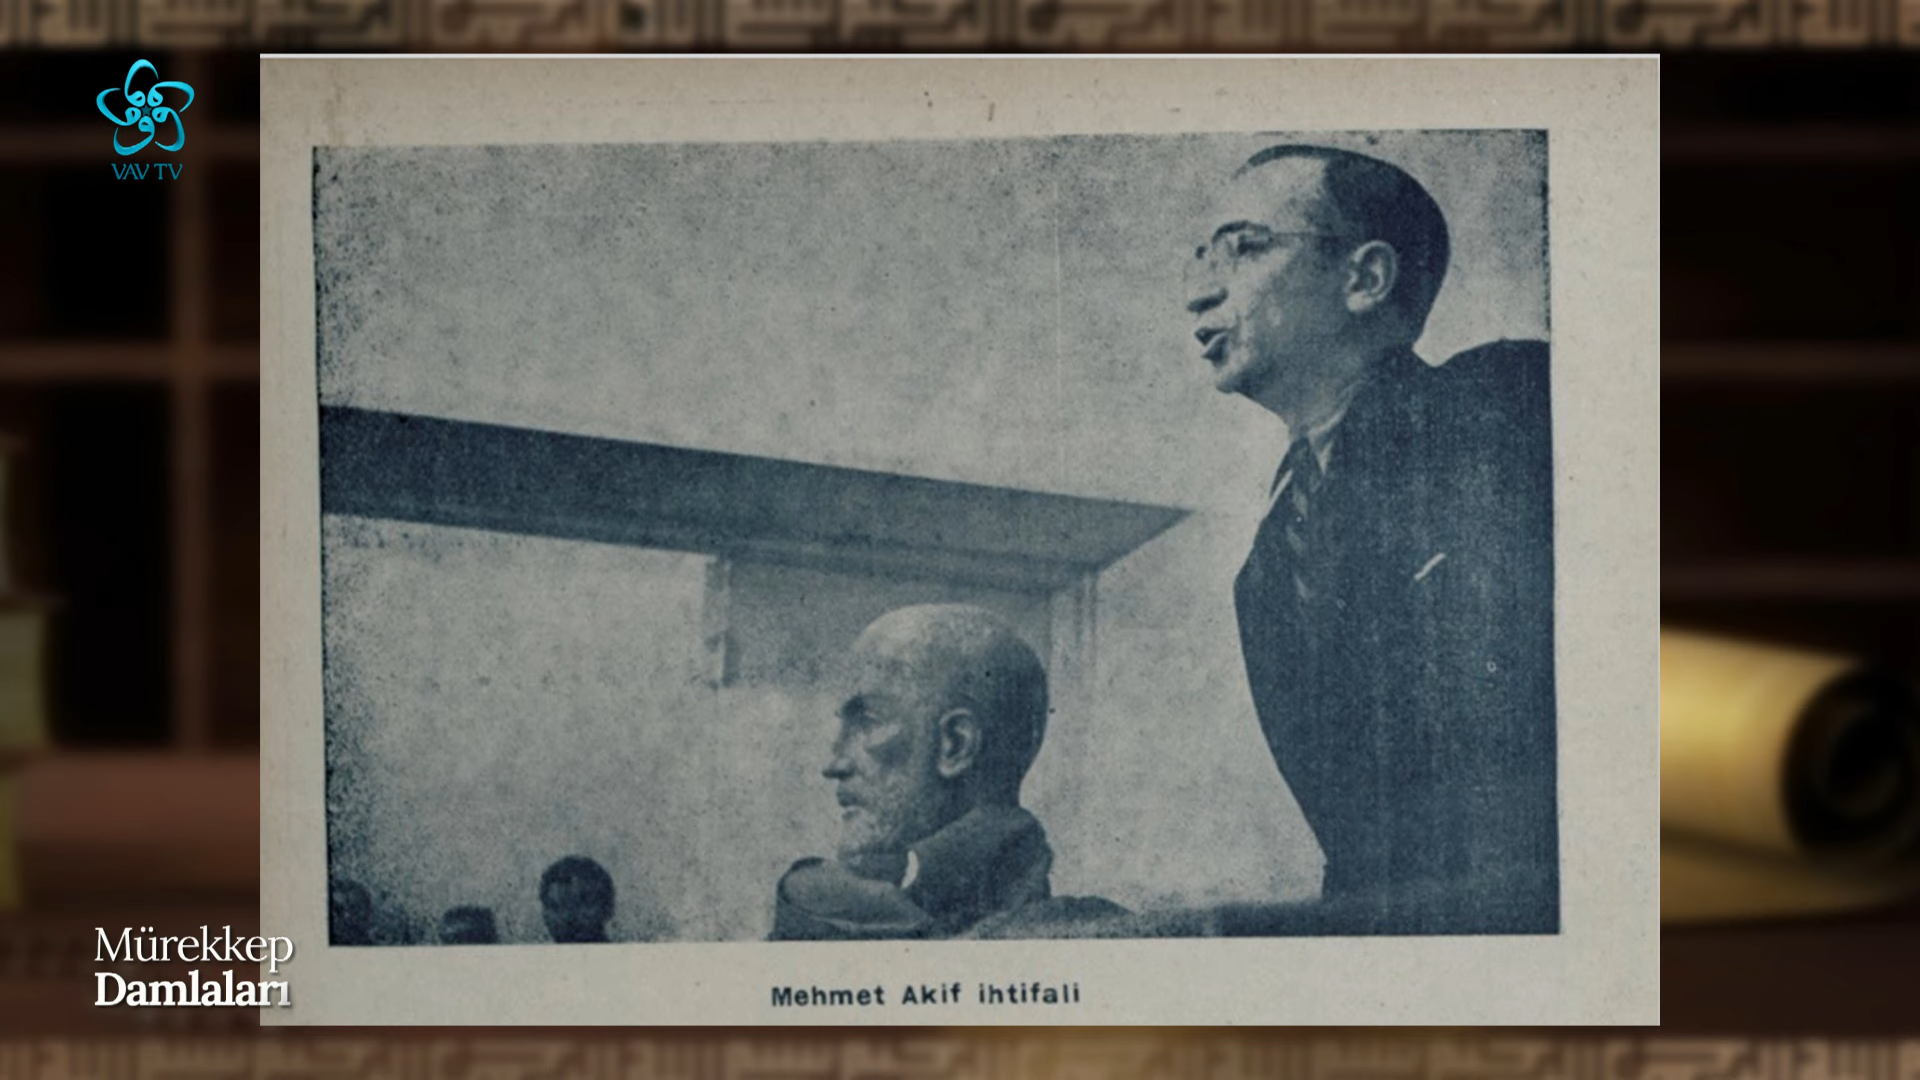 VAV TV
Mürekkep
Damlaları
Mehmet Akif ihtifali